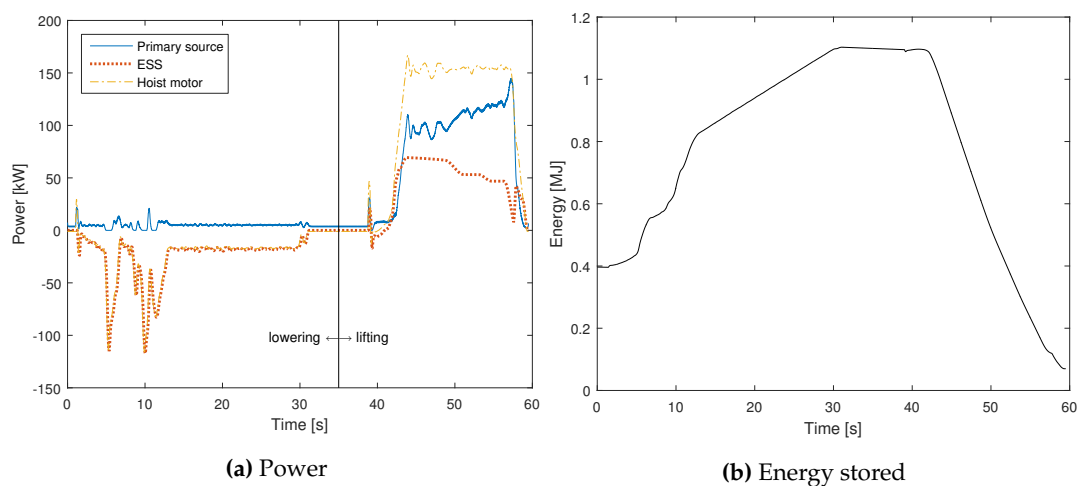 200
150
100
50
0
-50
-100
-150
Power [kW]
Primary source
ESS
Hoist motor
lowering
lifting
0 10 20 30 40 50 60
Time [s]
(a) Power
1.2
1
0.8
0.6
0.4
0.2
0
Energy [MJ]
0 10 20 30 40 50 60
Time [s]
(b) Energy stored